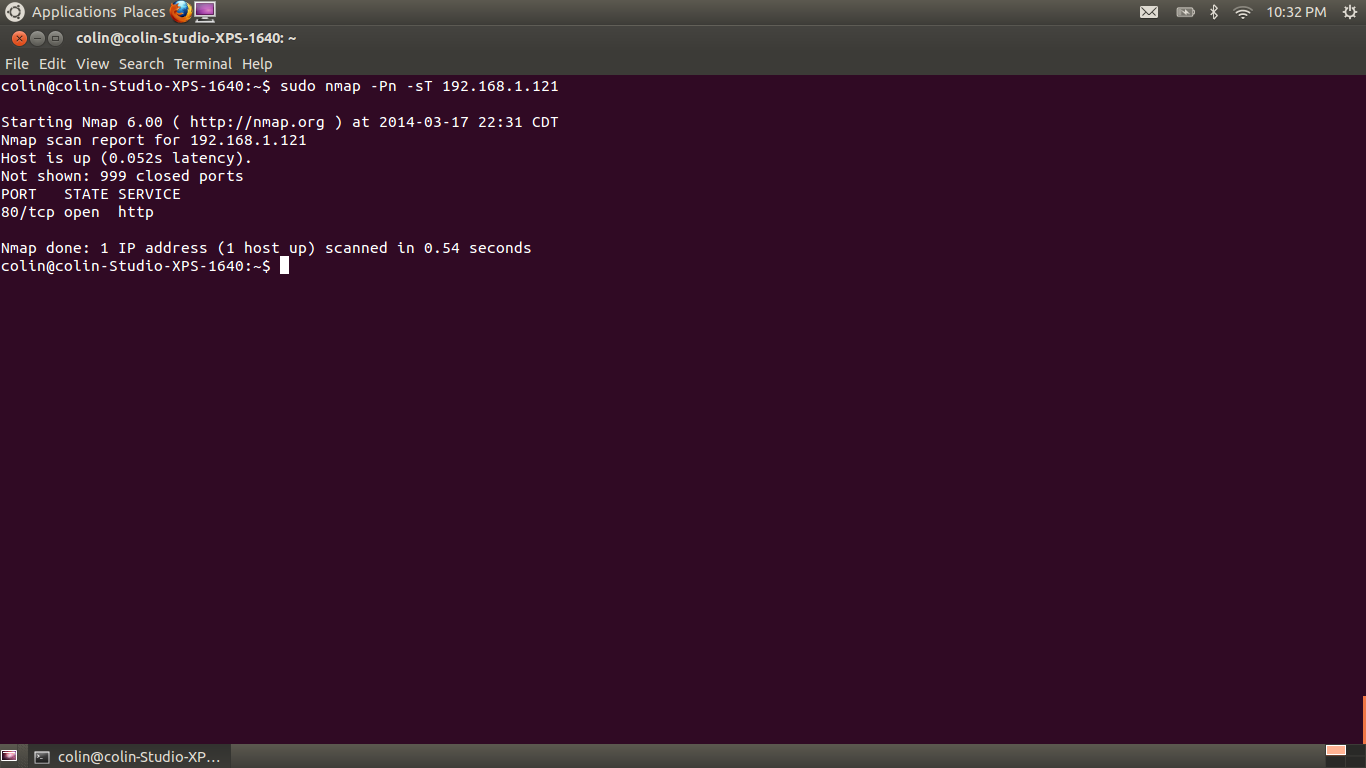 Applications Places 10:32 PM
colin@colin-Studio-XPS-1640: ~
File Edit View Search Terminal Help
colin@colin-Studio-XPS-1640:~$ sudo nmap -Pn -sT 192.168.1.121
Starting Nmap 6.00 ( http://nmap.org ) at 2014-03-17 22:31 CDT
Nmap scan report for 192.168.1.121
Host is up (0.052s latency).
Not shown: 999 closed ports
PORT   STATE SERVICE
80/tcp open  http
Nmap done: 1 IP address (1 host up) scanned in 0.54 seconds
colin@colin-Studio-XPS-1640:~$
colin@colin-Studio-XP...